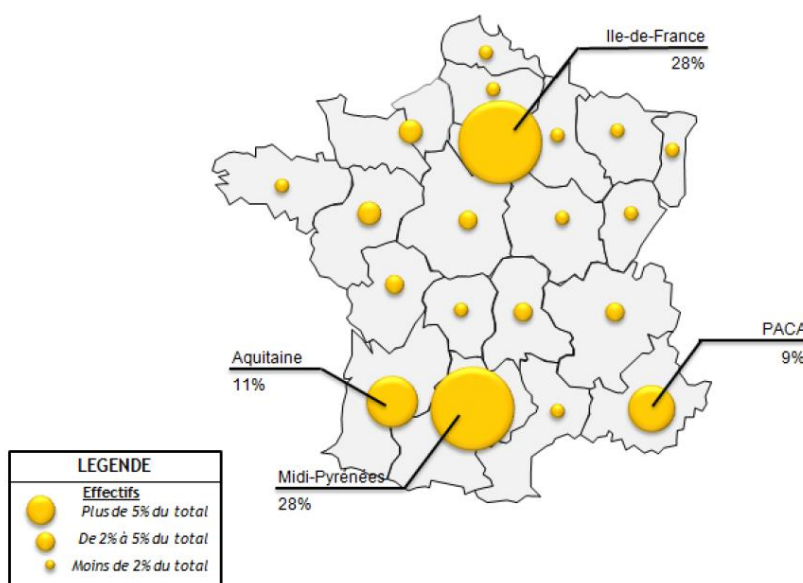 Ile-de-France
28%
PACA
9%
Aquitaine
11%
Midi-Pyrénées
28%
LEGENDE
Effectifs
Plus de 5% du total
De 2% à 5% du total
Moins de 2% du total